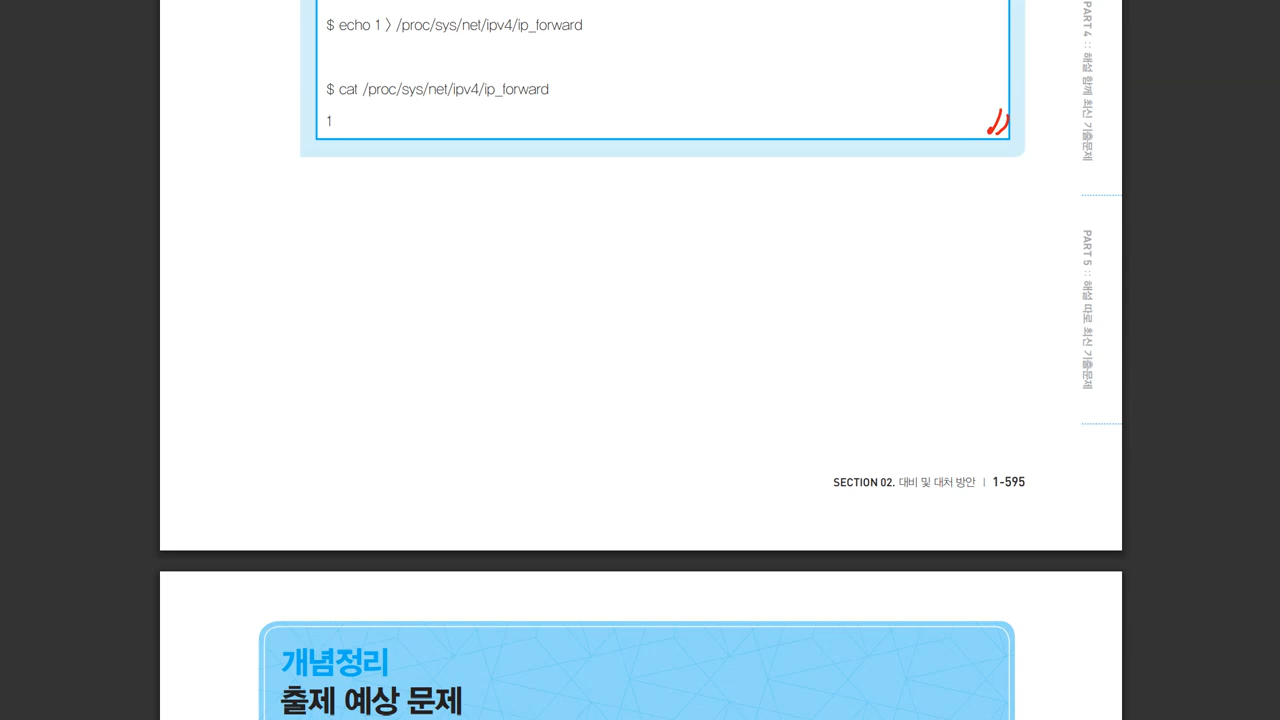 $ echo 1 〉/proc/sys/net/ipv4/ip_forward
$ cat /proc/sys/net/ipv4/ip_forward
1
PART 4 :: 해설 함께 최신 기출문제
PART 5 :: 해설 따로 최신 기출문제
SECTION 02. 대비 및 대처 방안 | 1-595
개념정리
출제 예상 문제